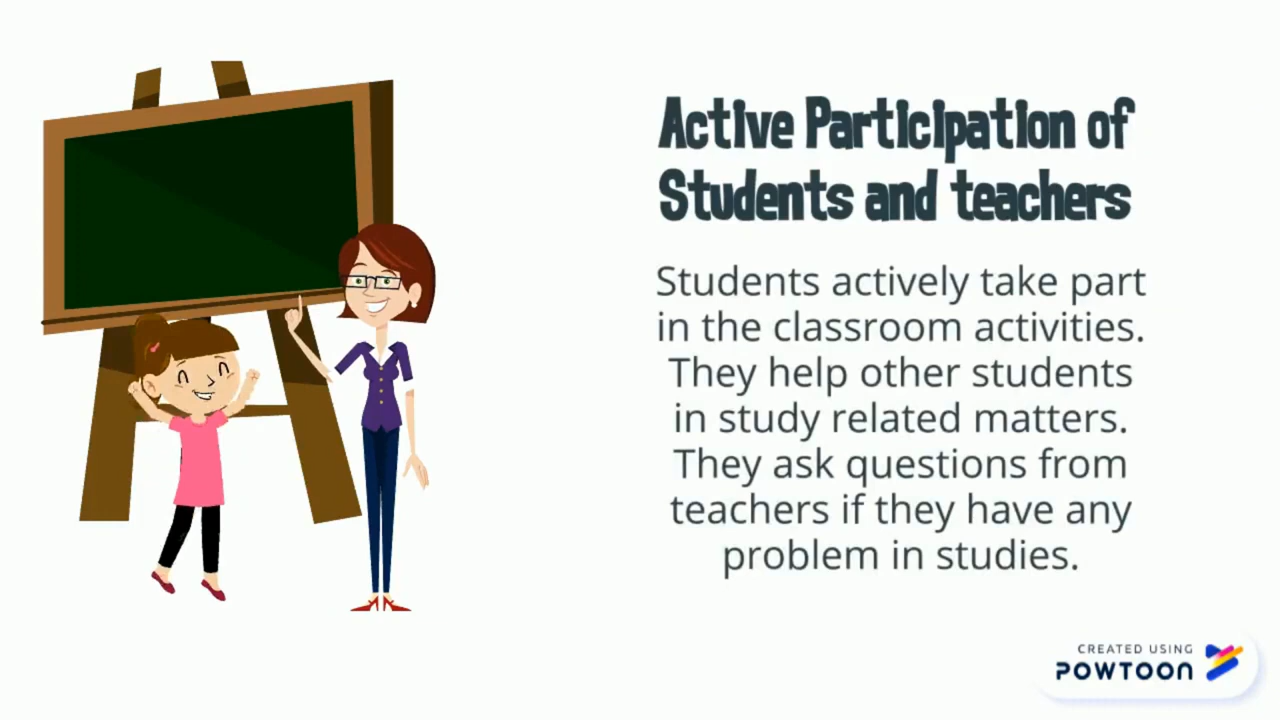 Active Participation of
Students and teachers
Students actively take part
in the classroom activities.
They help other students
in study related matters.
They ask questions from
teachers if they have any
problem in studies.
CREATED USING
POWTOON